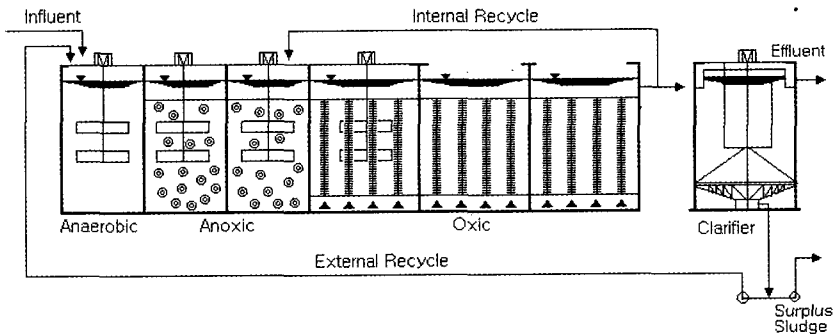 Influent
Internal Recycle
Effluent
M
M
M
M
M
Anaerobic
Anoxic
Oxic
Clarifier
External Recycle
Surplus
Sludge